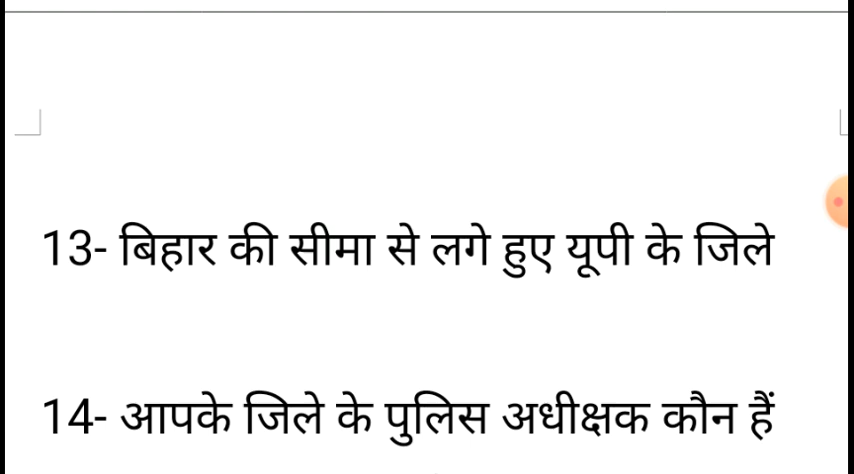 13- बिहार की सीमा से लगे हुए यूपी के जिले
14- आपके जिले के पुलिस अधीक्षक कौन हैं